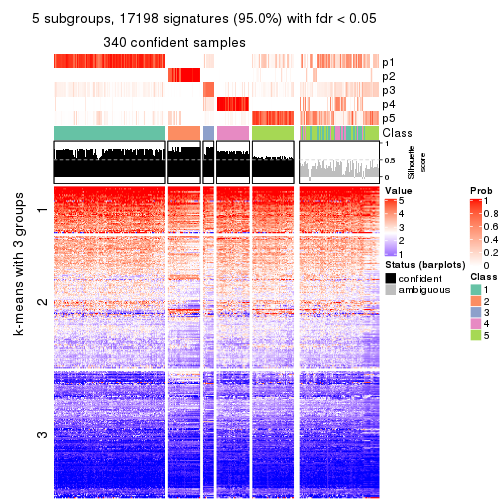 5 subgroups, 17198 signatures (95.0%) with fdr < 0.05
340 confident samples
p1
p2
p3
p4
p5
Class
1
0.5
0
Silhouette
score
k-means with 3 groups
1
2
3
Value
5
4
3
2
1
Status (barplots)
confident
ambiguous
Prob
1
0.8
0.6
0.4
0.2
0
Class
1
2
3
4
5